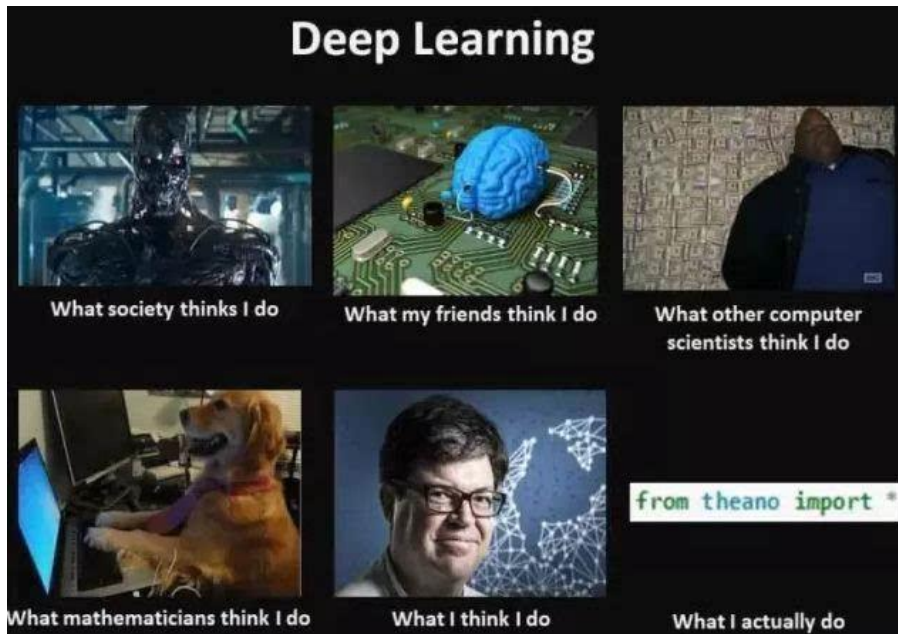 Deep Learning
What society thinks I do
What my friends think I do
What other computer
scientists think I do
What mathematicians think I do
What I think I do
from theano import *
What I actually do